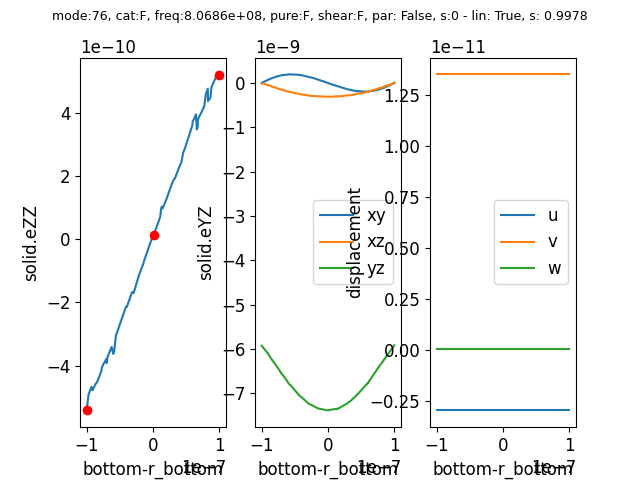 mode:76, cat:F, freq:8.0686e+08, pure:F, shear:F, par: False, s:0 - lin: True, s: 0.9978
1e−10
1e−9
1e−11
4
2
0
−2
−4
solid.eZZ
−1
0
1
1e−7
bottom-r_bottom
0
−1
−2
−3
−4
−5
−6
−7
solid.eYZ
xy
xz
yz
−1
0
1
1e−7
bottom-r_bottom
1.25
1.00
0.75
0.50
0.25
0.00
−0.25
displacement
u
v
w
−1
0
1
1e−7
bottom-r_bottom